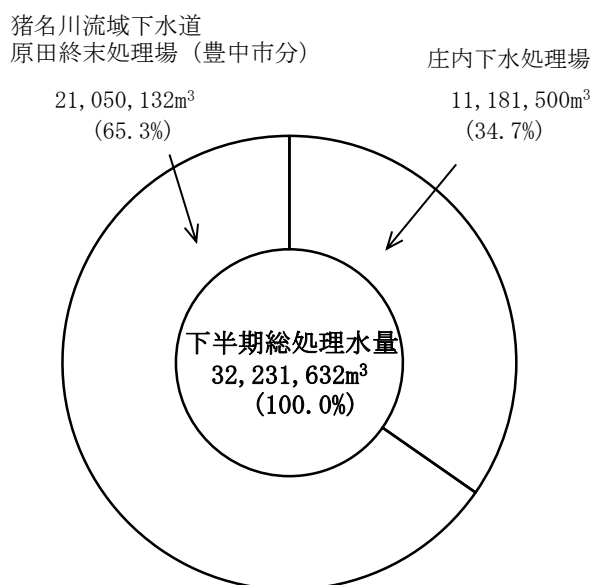 猪名川流域下水道
原田終末処理場（豊中市分）
21,050,132m³
(65.3%)
庄内下水処理場
11,181,500m³
(34.7%)
下半期総処理水量
32,231,632m³
(100.0%)